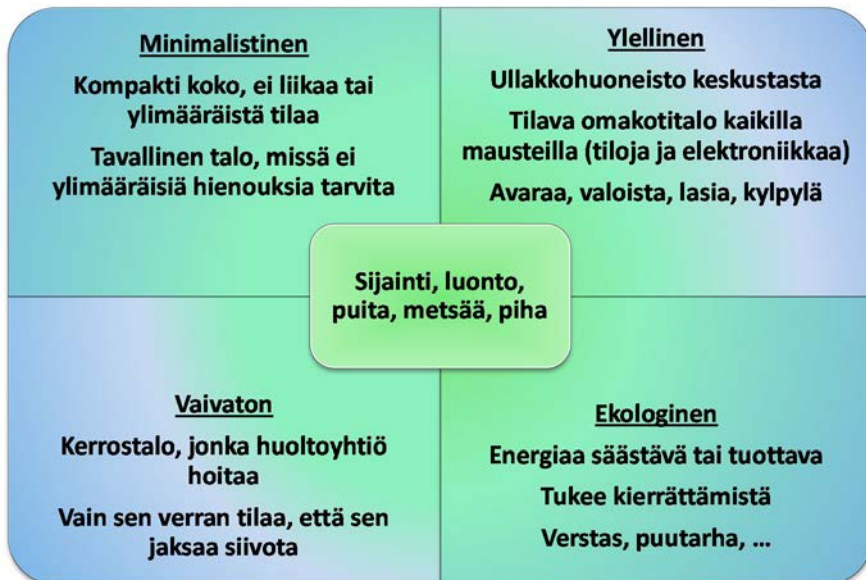 Minimalistinen
Kompakti koko, ei liikaa tai
ylimääräistä tilaa
Tavallinen talo, missä ei
ylimääräisiä hienouksia tarvita
Ylellinen
Ullakkohuoneisto keskustasta
Tilava omakotitalo kaikilla
mausteilla (tiloja ja elektroniikkaa)
Avaraa, valoista, lasia, kylpylä
Sijainti, luonto,
puita, metsää, piha
Vaivaton
Kerrostalo, jonka huoltoyhtiö
hoitaa
Vain sen verran tilaa, että sen
jaksaa siivota
Ekologinen
Energiaa säästävä tai tuottava
Tukee kierrättämistä
Verstas, puutarha, ...